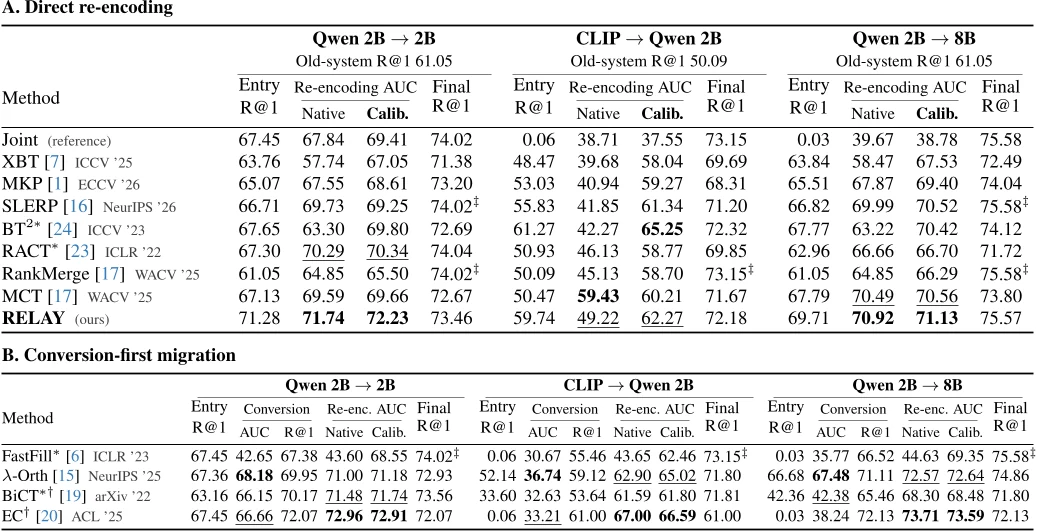 A. Direct re-encoding
Qwen 2B → 2B CLIP → Qwen 2B Qwen 2B → 8B
Old-system R@1 61.05 Old-system R@1 50.09 Old-system R@1 61.05
Method Entry R@1 Re-encoding AUC Final R@1 Entry R@1 Re-encoding AUC Final R@1 Entry R@1 Re-encoding AUC Final R@1
Native Calib. Native Calib. Native Calib.
Joint (reference) 67.45 67.84 69.41 74.02 0.06 38.71 37.55 73.15 0.03 39.67 38.78 75.58
XBT [7] ICCV '25 63.76 57.74 67.05 71.38 48.47 39.68 58.04 69.69 63.84 58.47 67.53 72.49
MKP [1] ECCV '26 65.07 67.55 68.61 73.20 53.03 40.94 59.27 68.31 65.51 67.87 69.40 74.04
SLERP [16] NeurIPS '26 66.71 69.73 69.25 74.02‡ 55.83 41.85 61.34 71.20 66.82 69.99 70.52 75.58‡
BT²* [24] ICCV '23 67.65 63.30 69.80 72.69 61.27 42.27 65.25 72.32 67.77 63.22 70.42 74.12
RACT* [23] ICLR '22 67.30 70.29 70.34 74.04 50.93 46.13 58.77 69.85 62.96 66.66 66.70 71.72
RankMerge [17] WACV '25 61.05 64.85 65.50 74.02‡ 50.09 45.13 58.70 73.15‡ 61.05 64.85 66.29 75.58‡
MCT [17] WACV '25 67.13 69.59 69.66 72.67 50.47 59.43 60.21 71.67 67.79 70.49 70.56 73.80
RELAY (ours) 71.28 71.74 72.23 73.46 59.74 49.22 62.27 72.18 69.71 70.92 71.13 75.57
B. Conversion-first migration
Qwen 2B → 2B CLIP → Qwen 2B Qwen 2B → 8B
Method Entry R@1 Conversion Re-enc. AUC Final R@1 Entry R@1 Conversion Re-enc. AUC Final R@1 Entry R@1 Conversion Re-enc. AUC Final R@1
AUC R@1 Native Calib. AUC R@1 Native Calib. AUC R@1 Native Calib.
FastFill* [6] ICLR '23 67.45 42.65 67.38 43.60 68.55 74.02‡ 0.06 30.67 55.46 43.65 62.46 73.15‡ 0.03 35.77 66.52 44.63 69.35 75.58‡
λ-Orth [15] NeurIPS '25 67.36 68.18 69.95 71.00 71.18 72.93 52.14 36.74 59.12 62.90 65.02 71.80 66.68 67.48 71.11 72.57 72.64 74.86
BiCT*† [19] arXiv '22 63.16 66.15 70.17 71.48 71.74 73.56 33.60 32.63 53.64 61.59 61.80 71.81 42.36 42.38 65.46 68.30 68.48 71.80
EC† [20] ACL '25 67.45 66.66 72.07 72.96 72.91 72.07 0.06 33.21 61.00 67.00 66.59 61.00 0.03 38.24 72.13 73.71 73.59 72.13